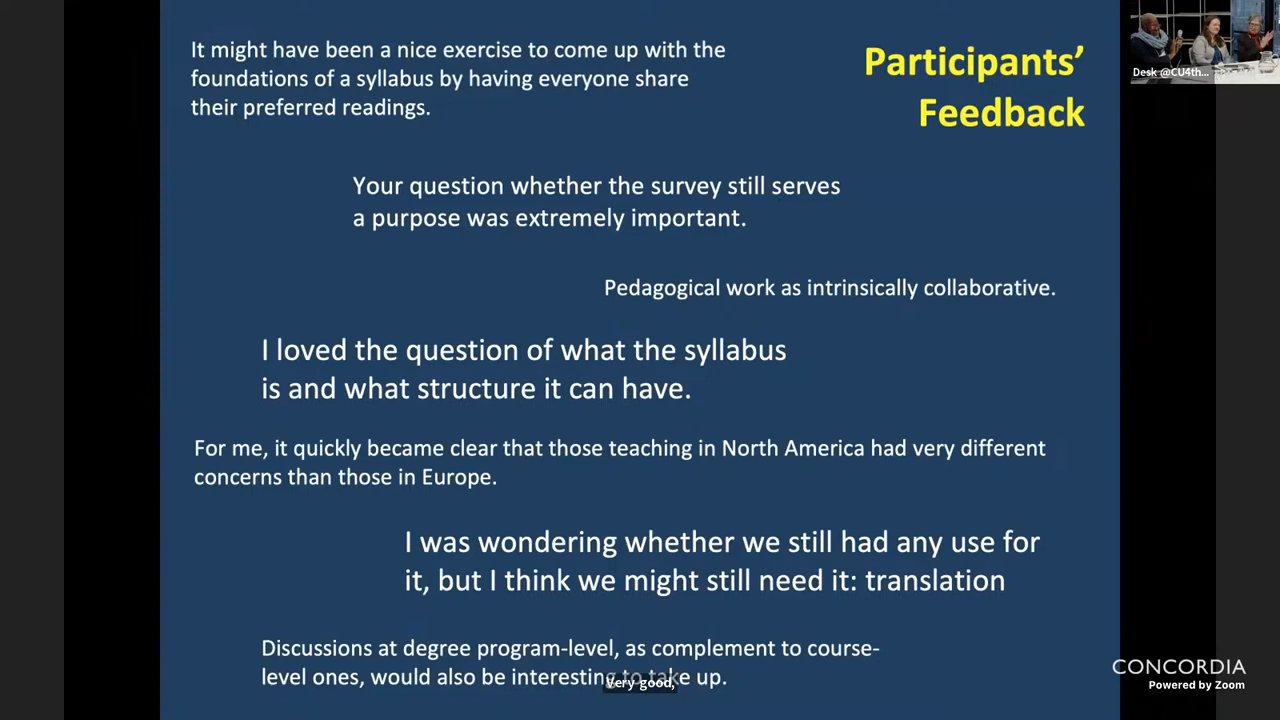 It might have been a nice exercise to come up with the
foundations of a syllabus by having everyone share
their preferred readings.
Participants’
Feedback
Desk @CU4th...
Your question whether the survey still serves
a purpose was extremely important.
Pedagogical work as intrinsically collaborative.
I loved the question of what the syllabus
is and what structure it can have.
For me, it quickly became clear that those teaching in North America had very different
concerns than those in Europe.
I was wondering whether we still had any use for
it, but I think we might still need it: translation
Discussions at degree program-level, as complement to course-
level ones, would also be interesting to take up.
Very good,
CONCORDIA
Powered by Zoom